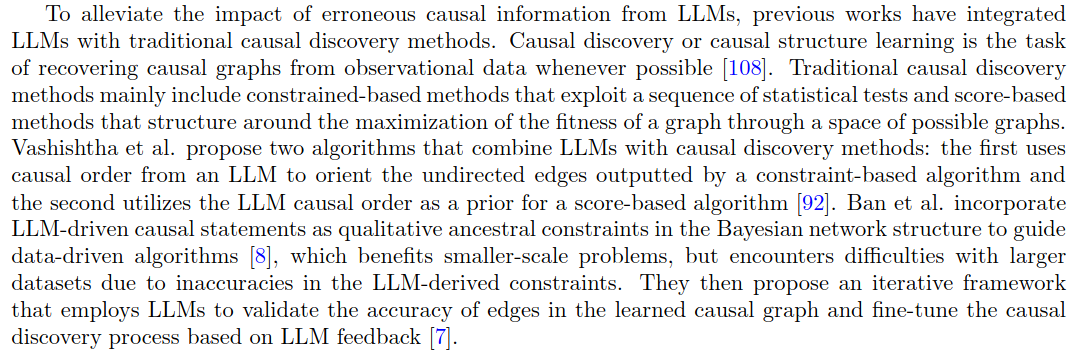 To alleviate the impact of erroneous causal information from LLMs, previous works have integrated
LLMs with traditional causal discovery methods. Causal discovery or causal structure learning is the task
of recovering causal graphs from observational data whenever possible [108]. Traditional causal discovery
methods mainly include constrained-based methods that exploit a sequence of statistical tests and score-based
methods that structure around the maximization of the fitness of a graph through a space of possible graphs.
Vashishtha et al. propose two algorithms that combine LLMs with causal discovery methods: the first uses
causal order from an LLM to orient the undirected edges outputted by a constraint-based algorithm and
the second utilizes the LLM causal order as a prior for a score-based algorithm [92]. Ban et al. incorporate
LLM-driven causal statements as qualitative ancestral constraints in the Bayesian network structure to guide
data-driven algorithms [8], which benefits smaller-scale problems, but encounters difficulties with larger
datasets due to inaccuracies in the LLM-derived constraints. They then propose an iterative framework
that employs LLMs to validate the accuracy of edges in the learned causal graph and fine-tune the causal
discovery process based on LLM feedback [7].